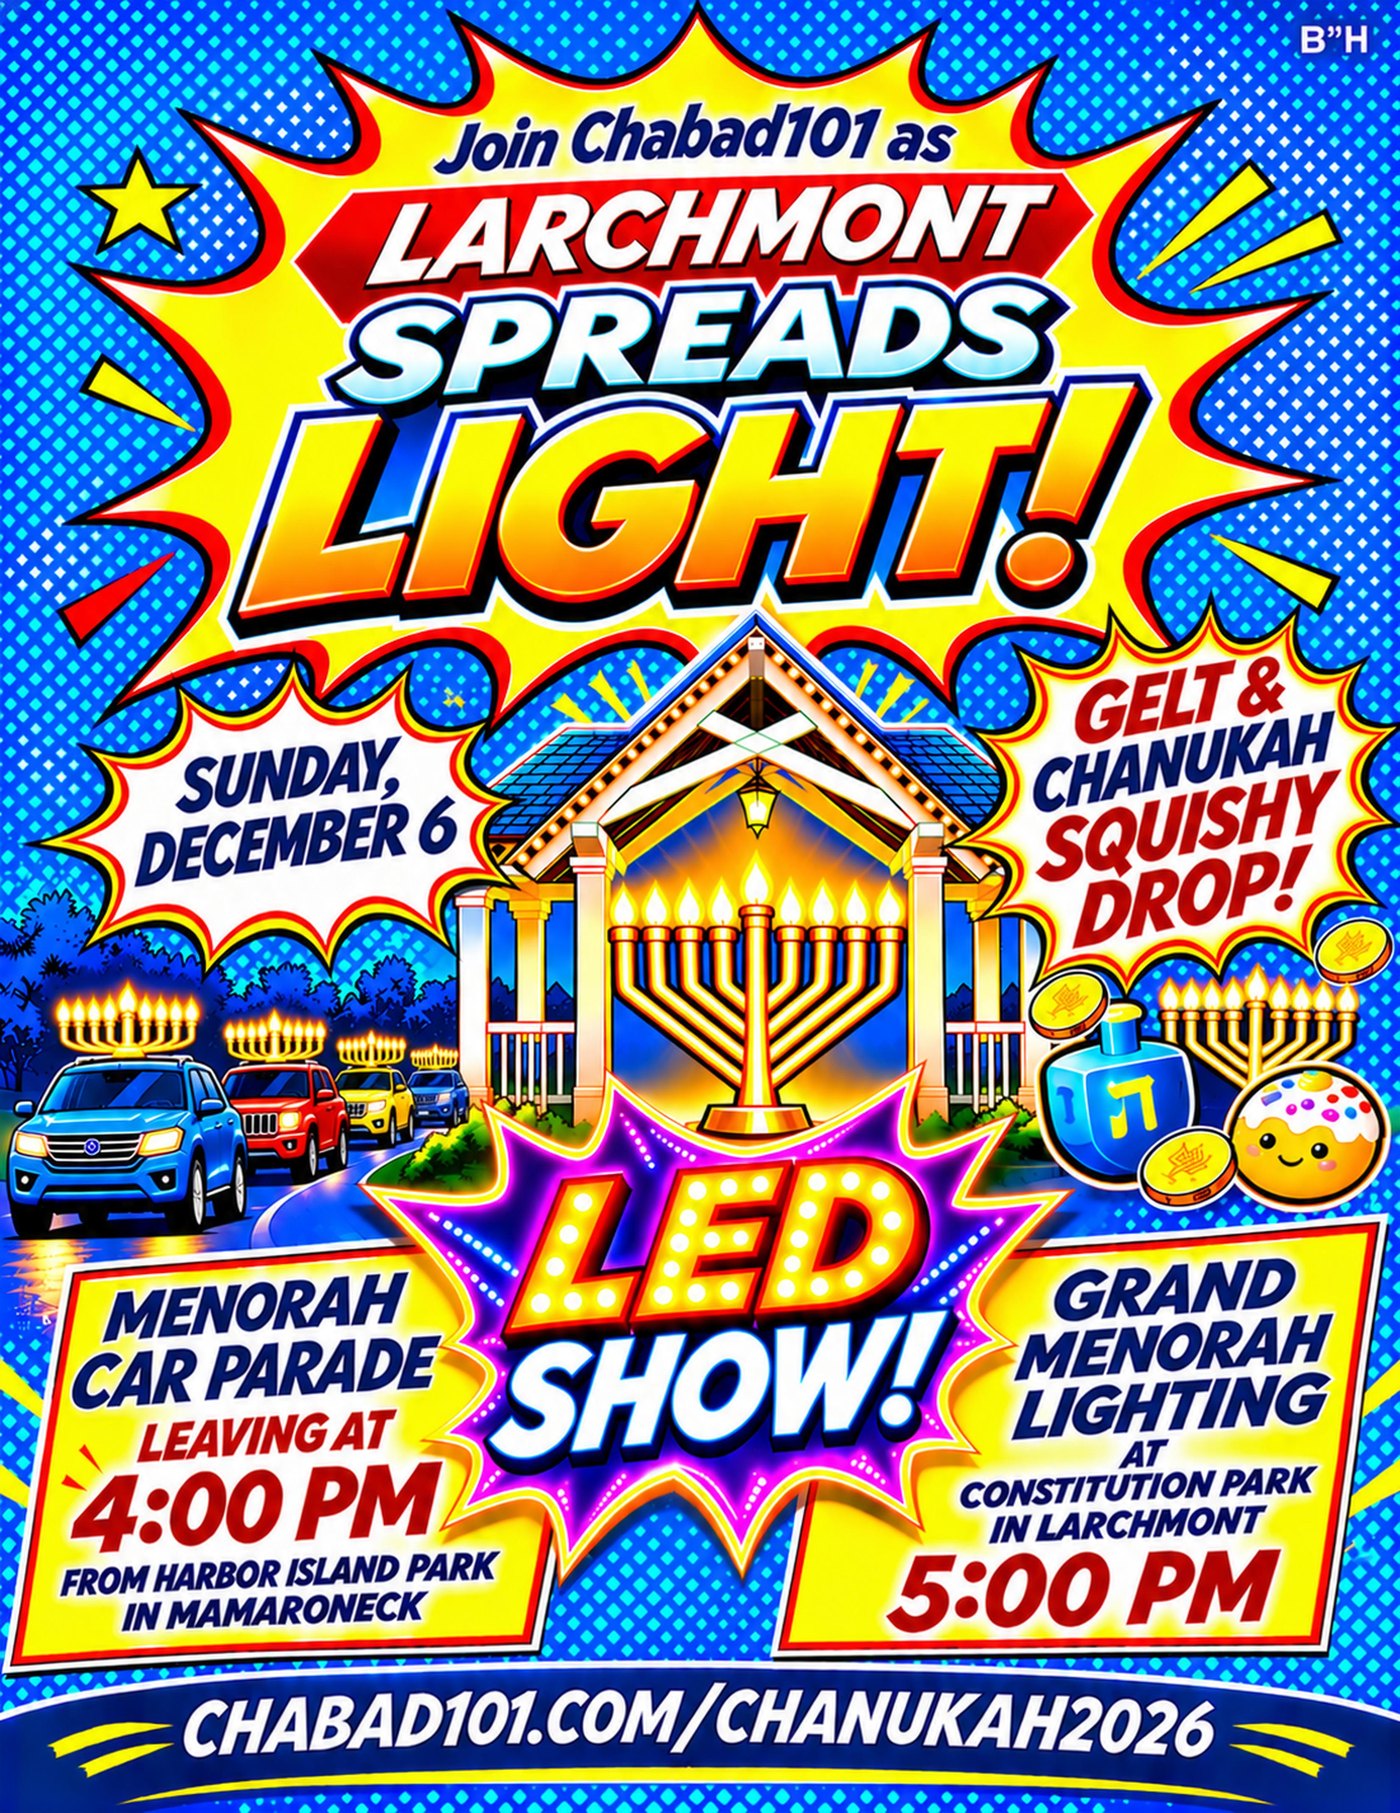 B”H
Join Chabad101 as
LARCHMONT
SPREADS
LIGHT!
SUNDAY,
DECEMBER 6
GELT &
CHANUKAH
SQUISHY
DROP!
ה
LED
SHOW!
MENORAH
CAR PARADE
LEAVING AT
4:00 PM
FROM HARBOR ISLAND PARK
IN MAMARONECK
GRAND
MENORAH
LIGHTING
AT
CONSTITUTION PARK
IN LARCHMONT
5:00 PM
CHABAD101.COM/CHANUKAH2026